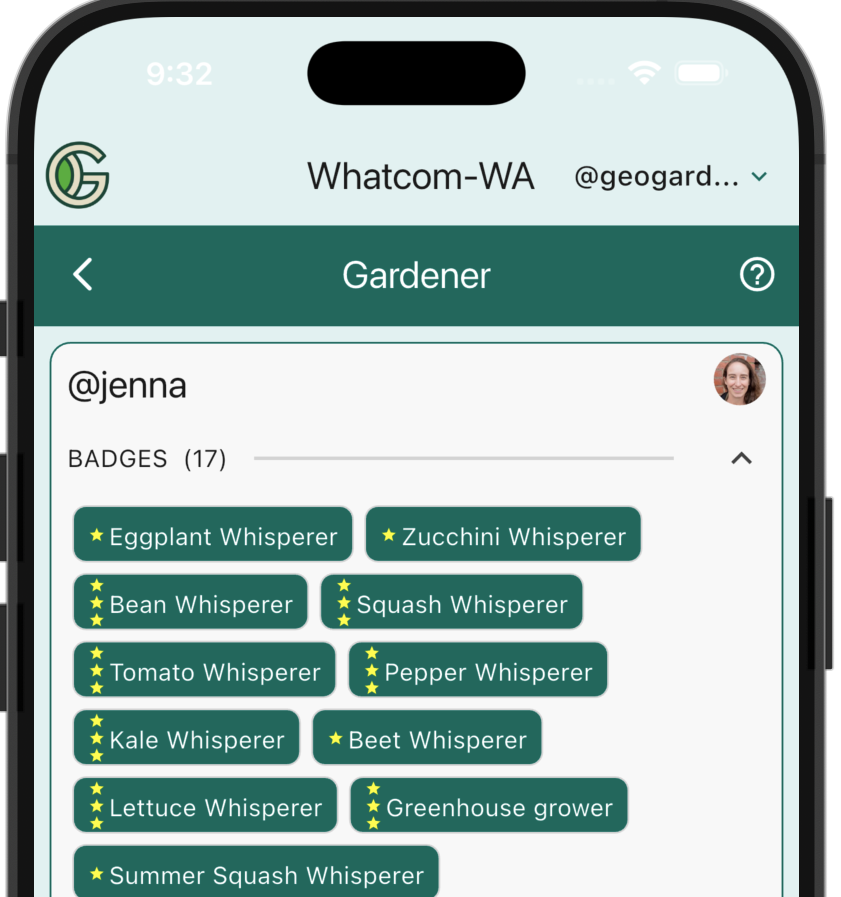 9:32
Whatcom-WA @geogard...
Gardener
@jenna
BADGES (17)
Eggplant Whisperer Zucchini Whisperer
Bean Whisperer Squash Whisperer
Tomato Whisperer Pepper Whisperer
Kale Whisperer Beet Whisperer
Lettuce Whisperer Greenhouse grower
Summer Squash Whisperer